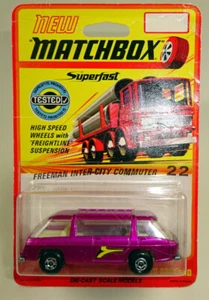 NEW
MATCHBOX
Superfast
TESTED
HIGH SPEED
WHEELS with
'FREIGHTLINE'
SUSPENSION
FREEMAN INTER-CITY COMMUTER 22
DIE-CAST SCALE MODELS